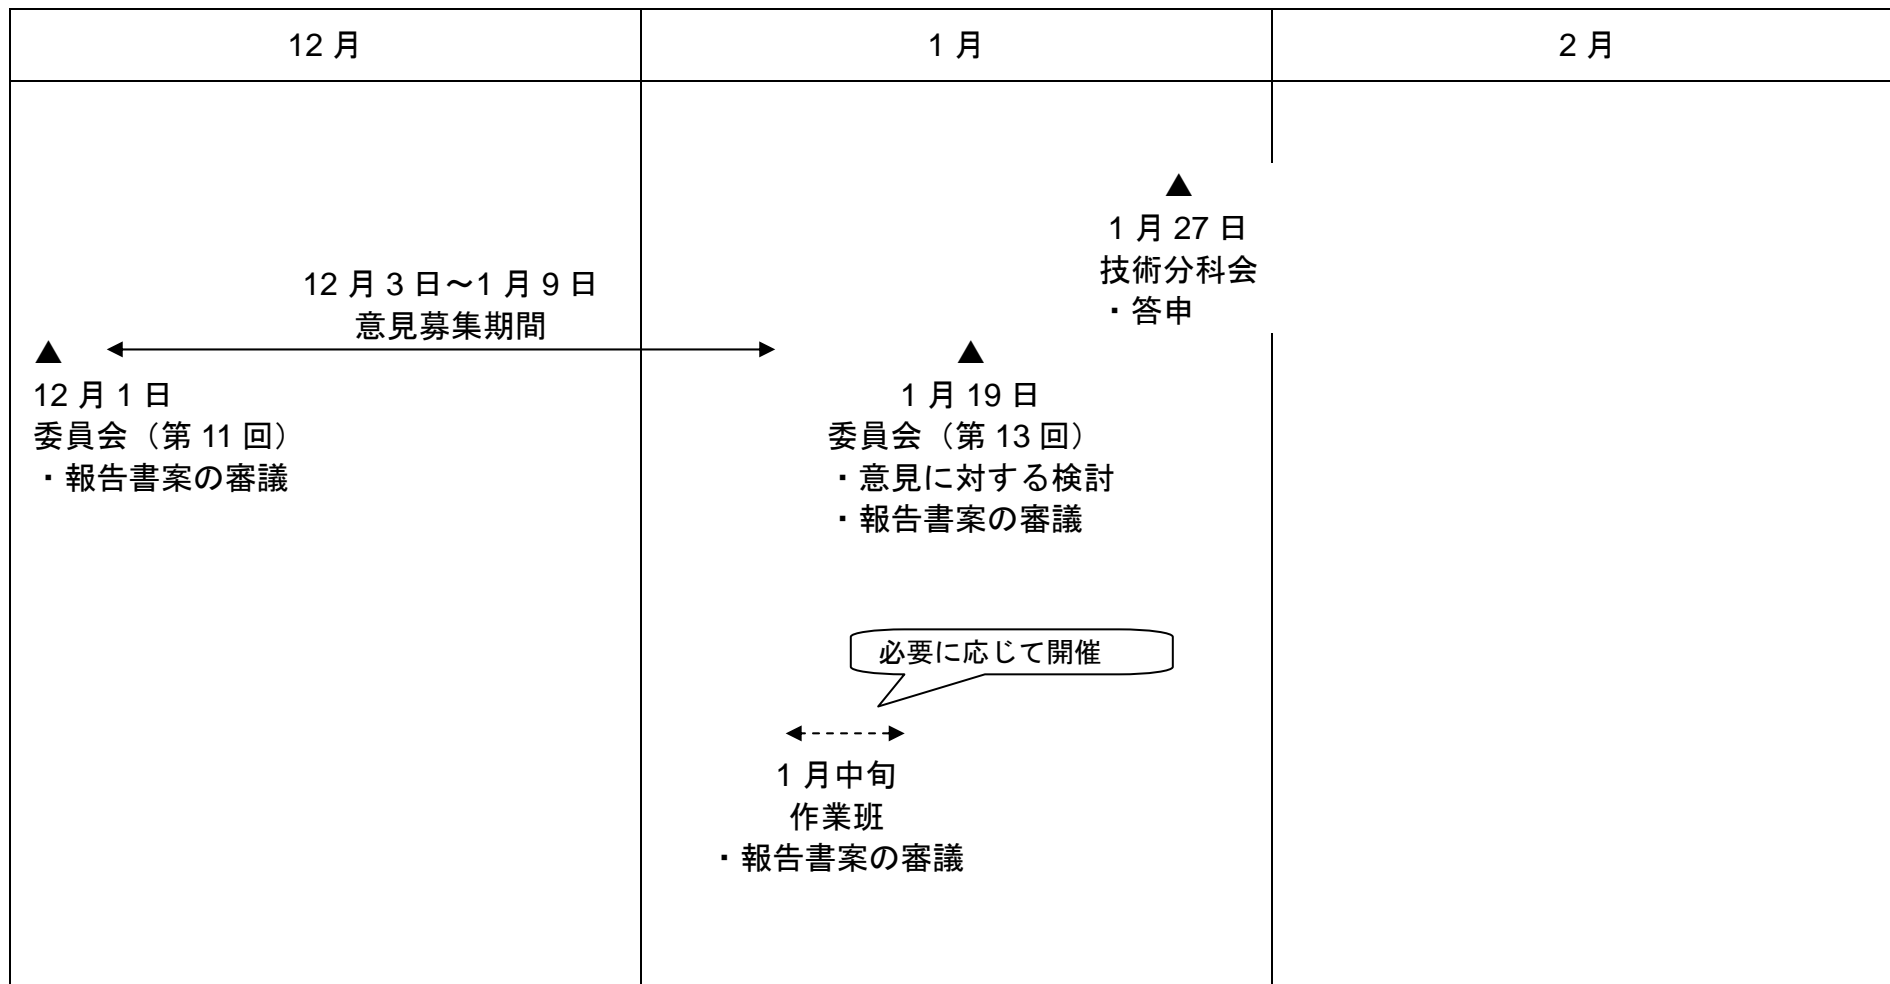 12 月
1 月
2 月
12 月 3 日～1 月 9 日
意見募集期間
12 月 1 日
委員会（第 11 回）
・報告書案の審議
1 月 27 日
技術分科会
・答申
1 月 19 日
委員会（第 13 回）
・意見に対する検討
・報告書案の審議
必要に応じて開催
1 月中旬
作業班
・報告書案の審議